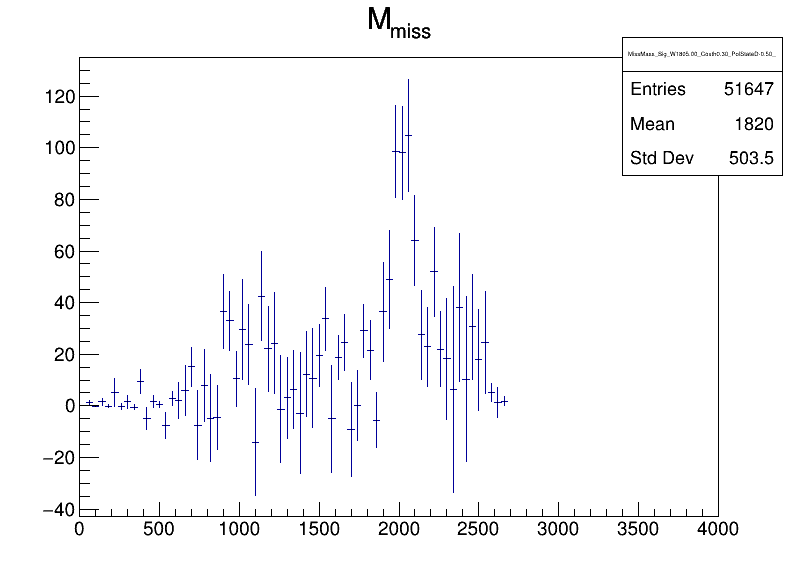 M_miss
MissMass_Sig_W1805.00_Costh0.30_PolStateD-0.50_
Entries 51647
Mean 1820
Std Dev 503.5
120
100
80
60
40
20
0
−20
−40
0 500 1000 1500 2000 2500 3000 3500 4000